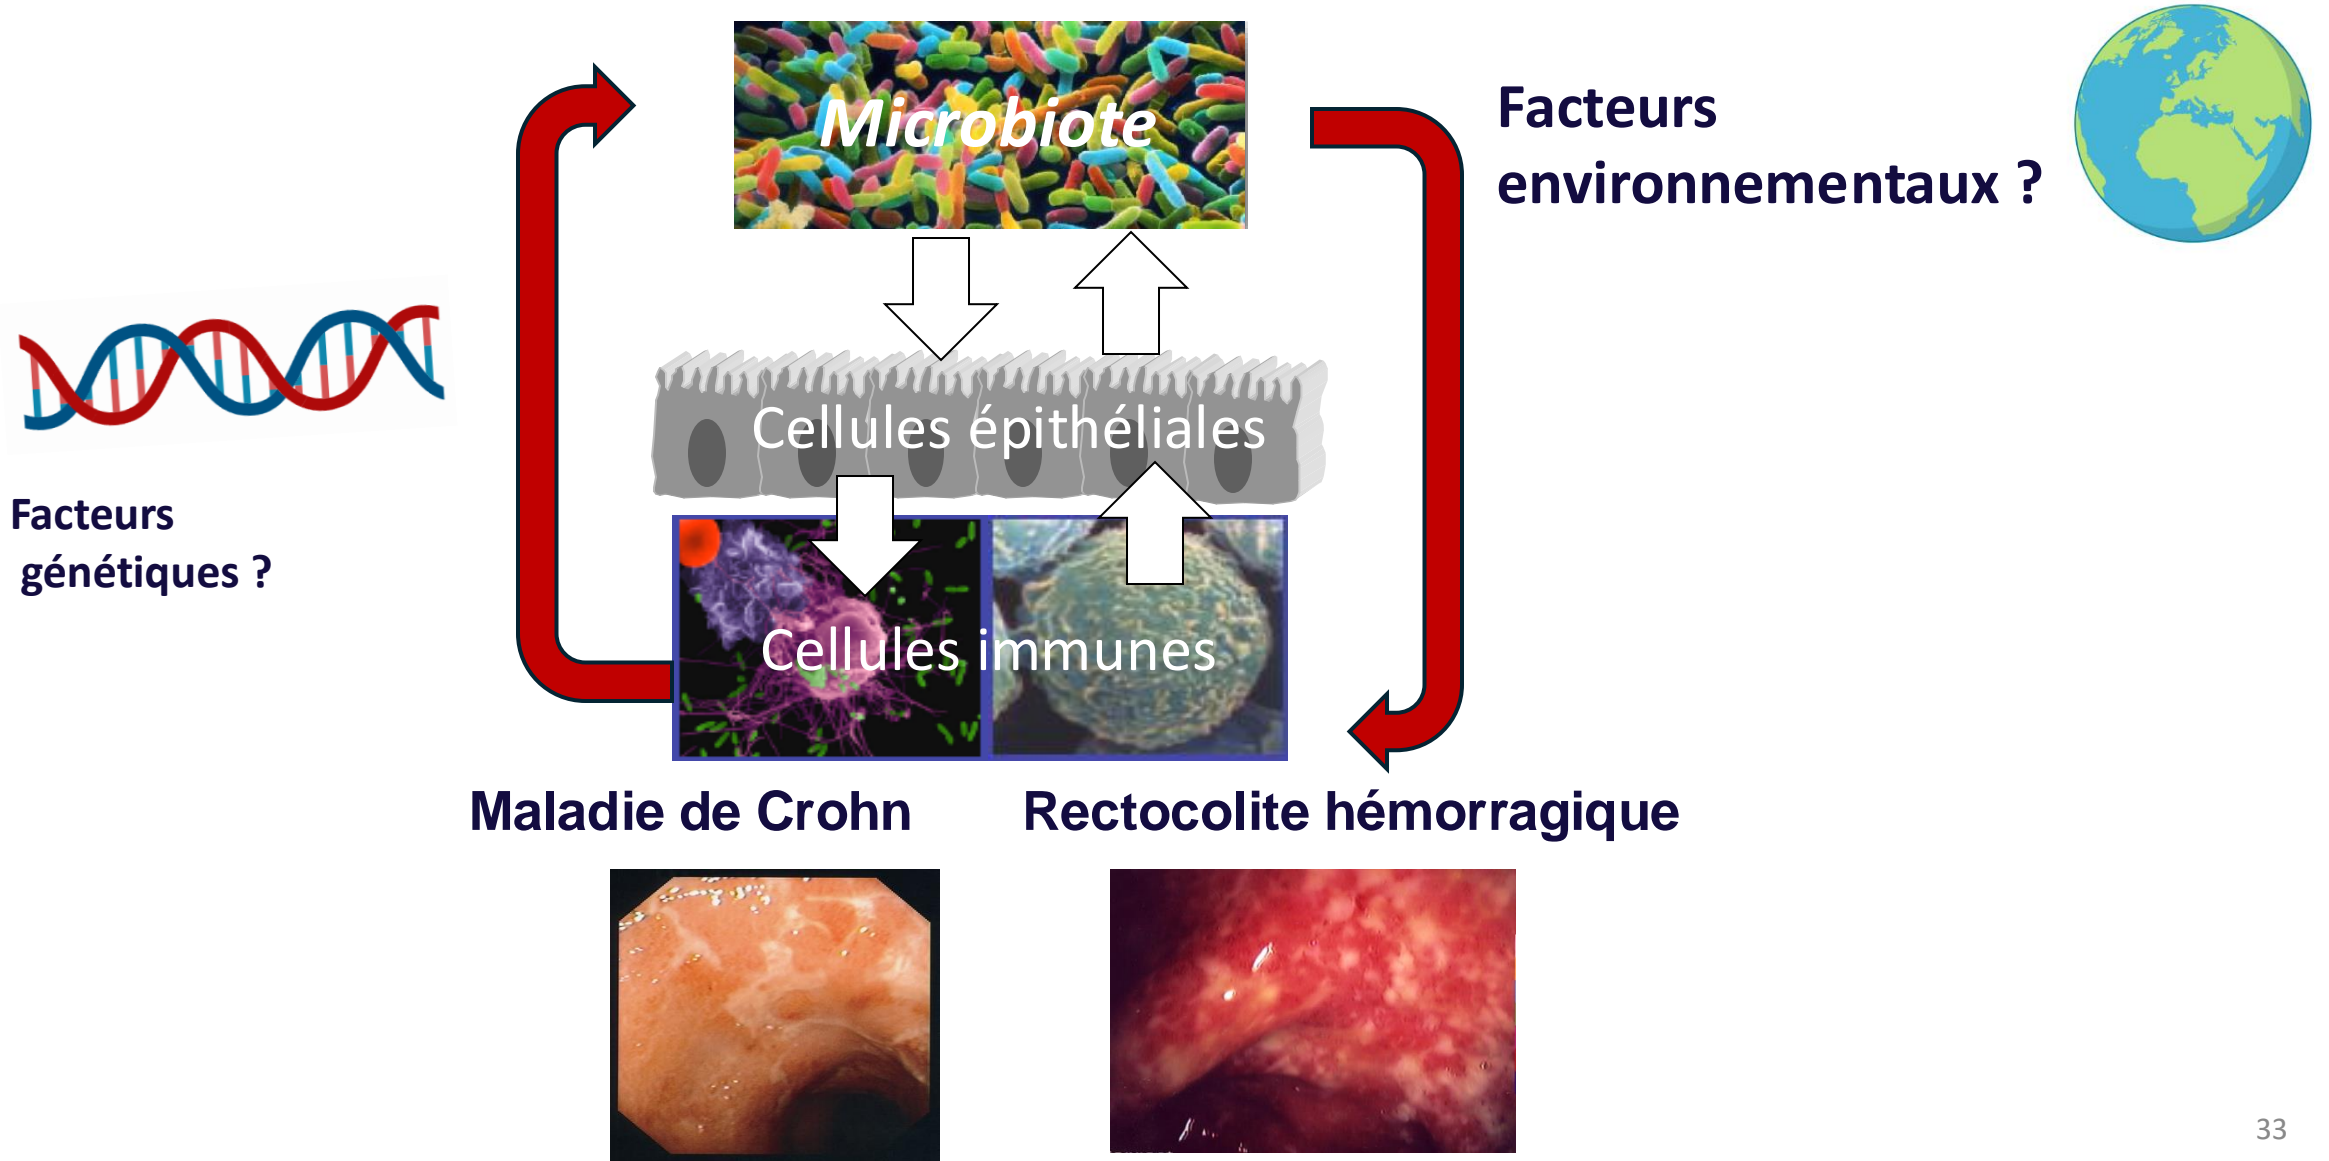 Microbiote
Facteurs
environnementaux ?
Cellules épithéliales
Facteurs
génétiques ?
Cellules immunes
Maladie de Crohn
Rectocolite hémorragique
33